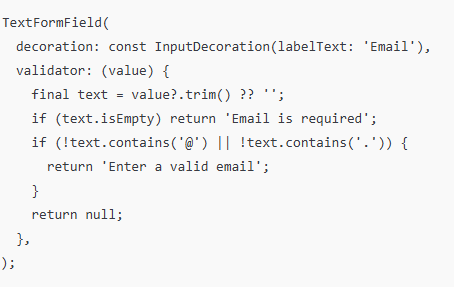 TextFormField(
  decoration: const InputDecoration(labelText: 'Email'),
  validator: (value) {
    final text = value?.trim() ?? '';
    if (text.isEmpty) return 'Email is required';
    if (!text.contains('@') || !text.contains('.')) {
      return 'Enter a valid email';
    }
    return null;
  },
);